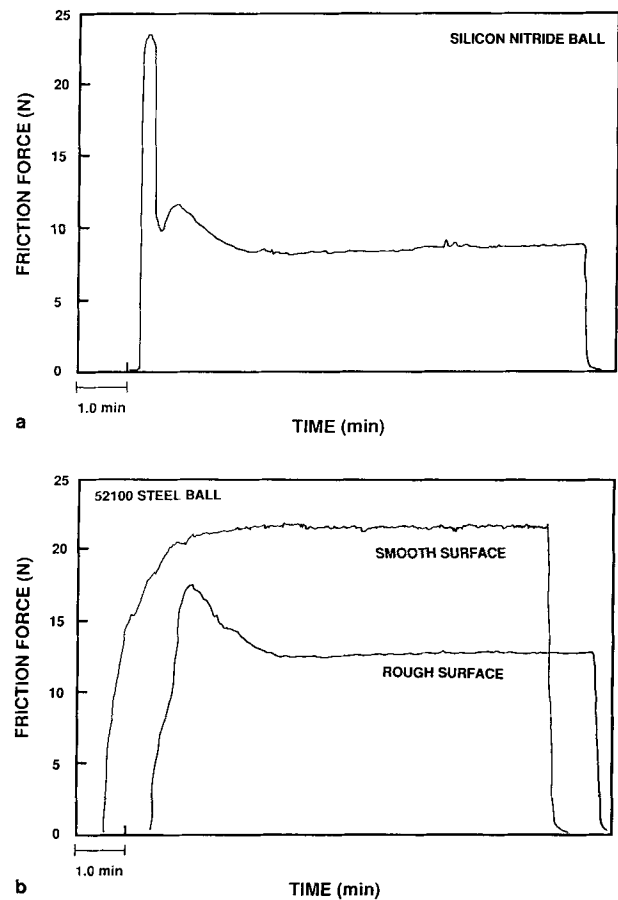 25
20
15
10
5
0
FRICTION FORCE (N)
SILICON NITRIDE BALL
1.0 min
TIME (min)
a
25
20
15
10
5
0
FRICTION FORCE (N)
52100 STEEL BALL
SMOOTH SURFACE
ROUGH SURFACE
1.0 min
TIME (min)
b